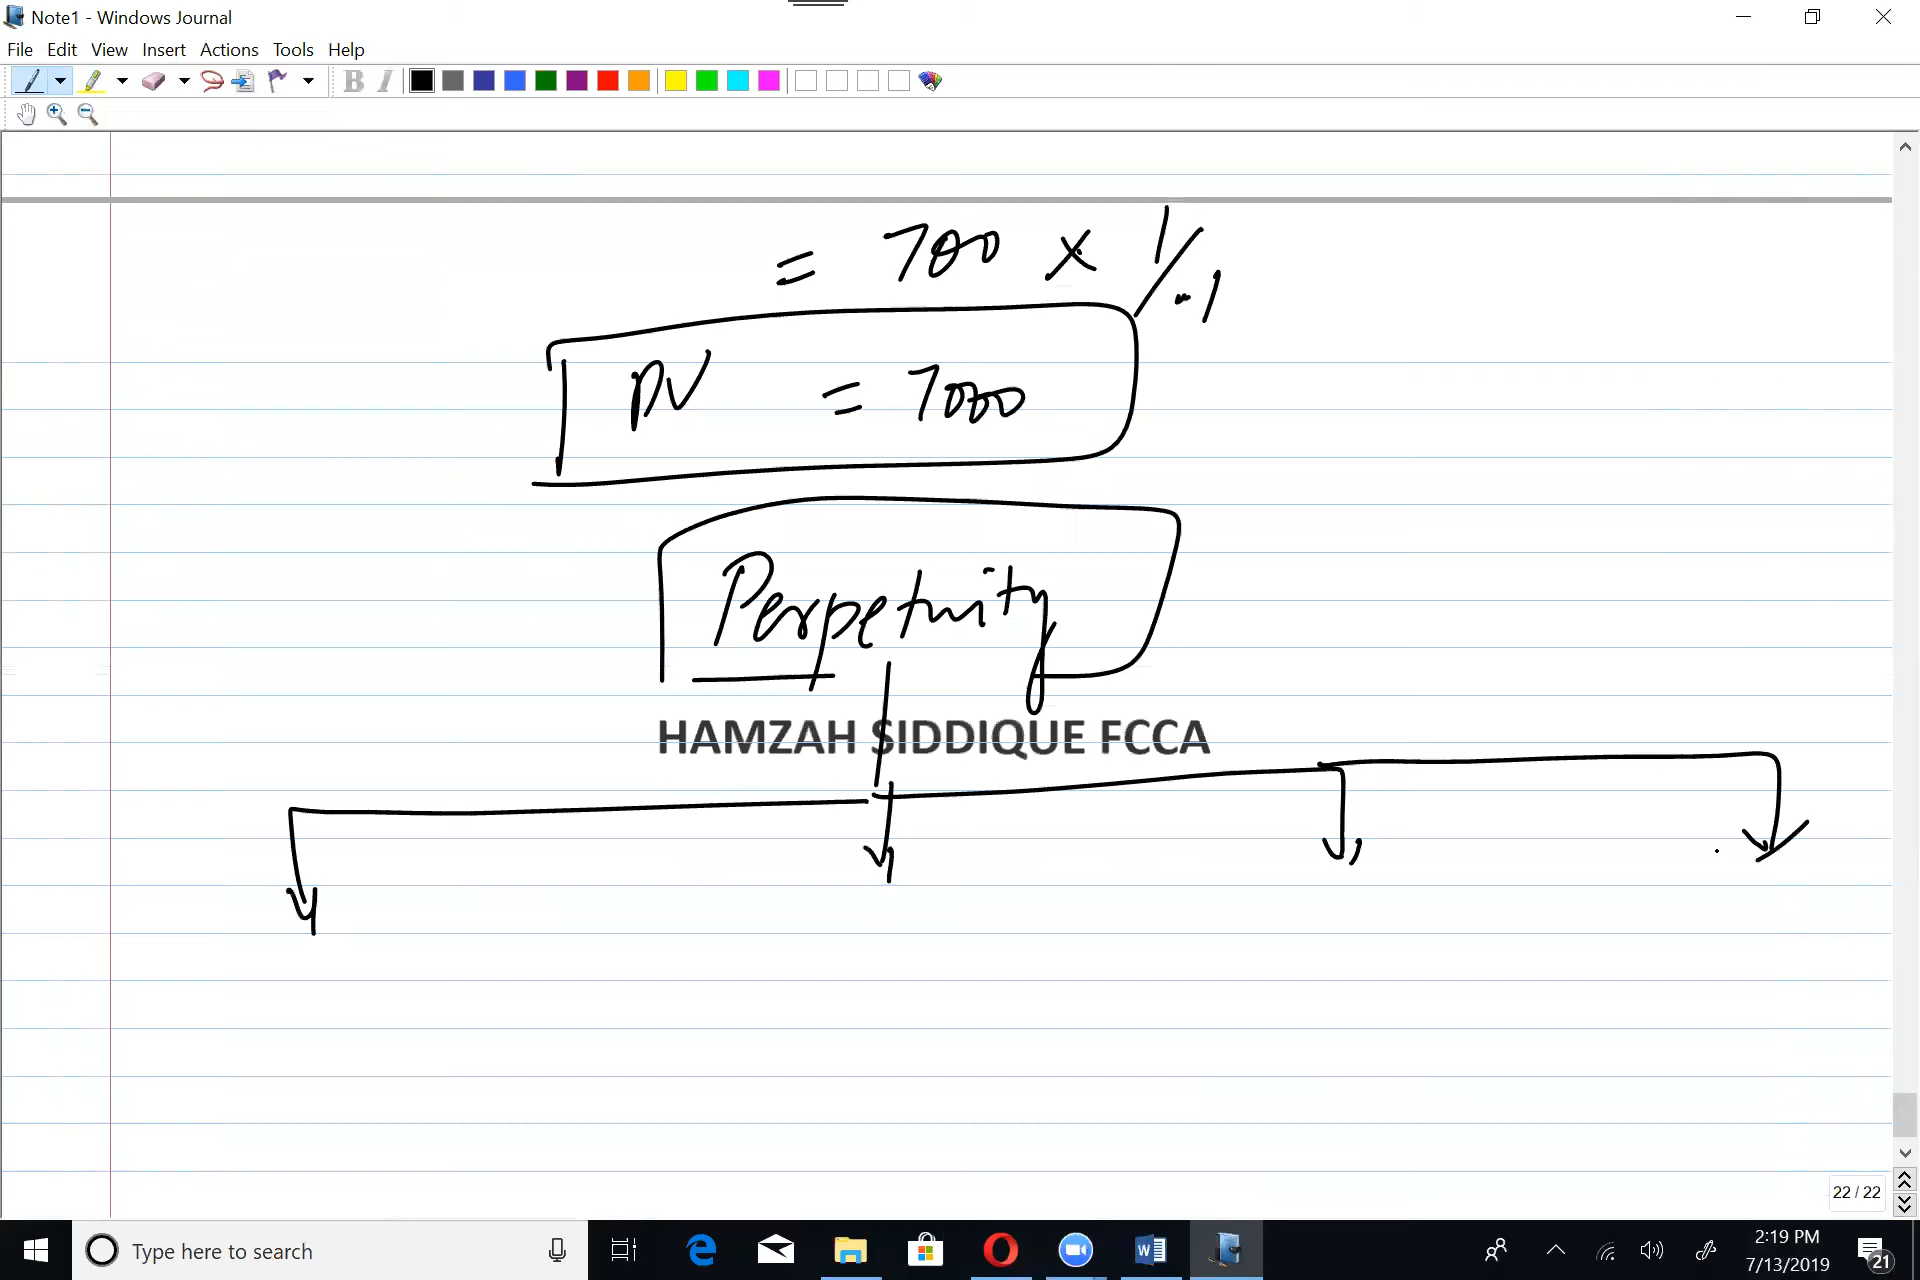 Note1 - Windows Journal
File Edit View Insert Actions Tools Help
B I
= 700 x 1/.1
PV = 7000
Perpetuity
HAMZAH SIDDIQUE FCCA
22 / 22
Type here to search
2:19 PM
7/13/2019
21